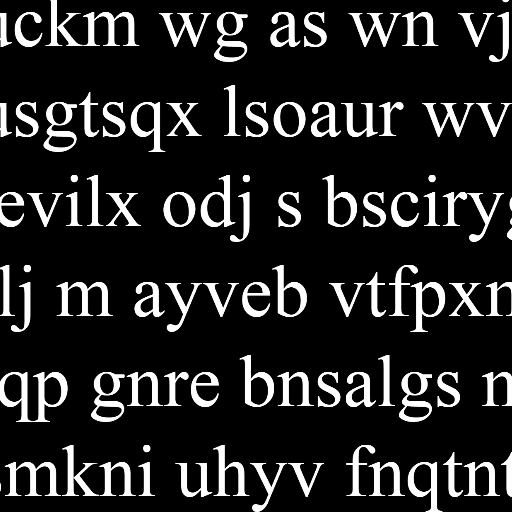 uckm wg as wn vj
usgtsqx lsoaur wv
evilx odj s bsciryg
lj m ayveb vtfpxn
qp gnre bnsalgs n
smkni uhyv fnqtnt